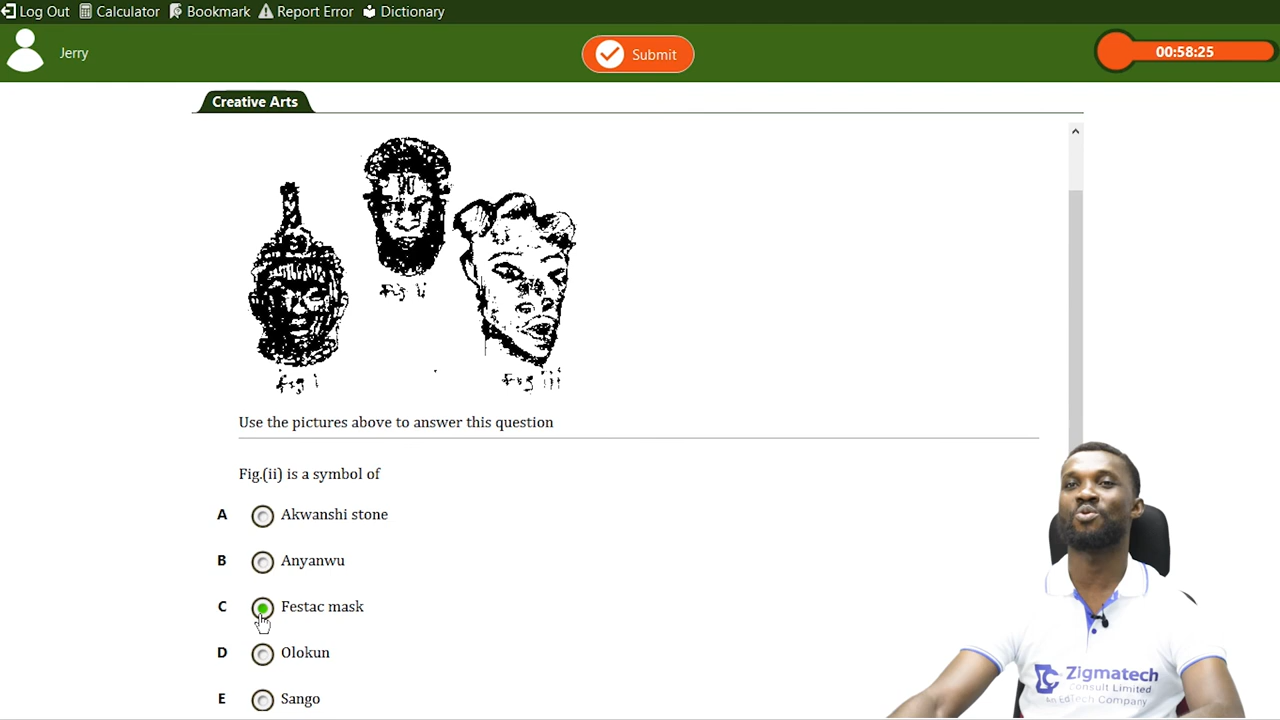 Log Out Calculator Bookmark Report Error Dictionary
Jerry
Submit
00:58:25
Creative Arts
fig i
fig ii
fig iii
Use the pictures above to answer this question
Fig.(ii) is a symbol of
A Akwanshi stone
B Anyanwu
C Festac mask
D Olokun
E Sango
Zigmatech
Consult Limited
EdTech Company